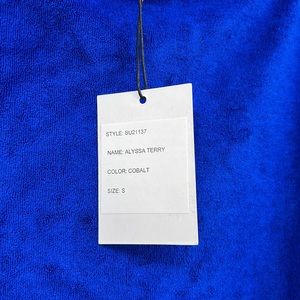 STYLE: SU21137
NAME: ALYSSA TERRY
COLOR: COBALT
SIZE: S